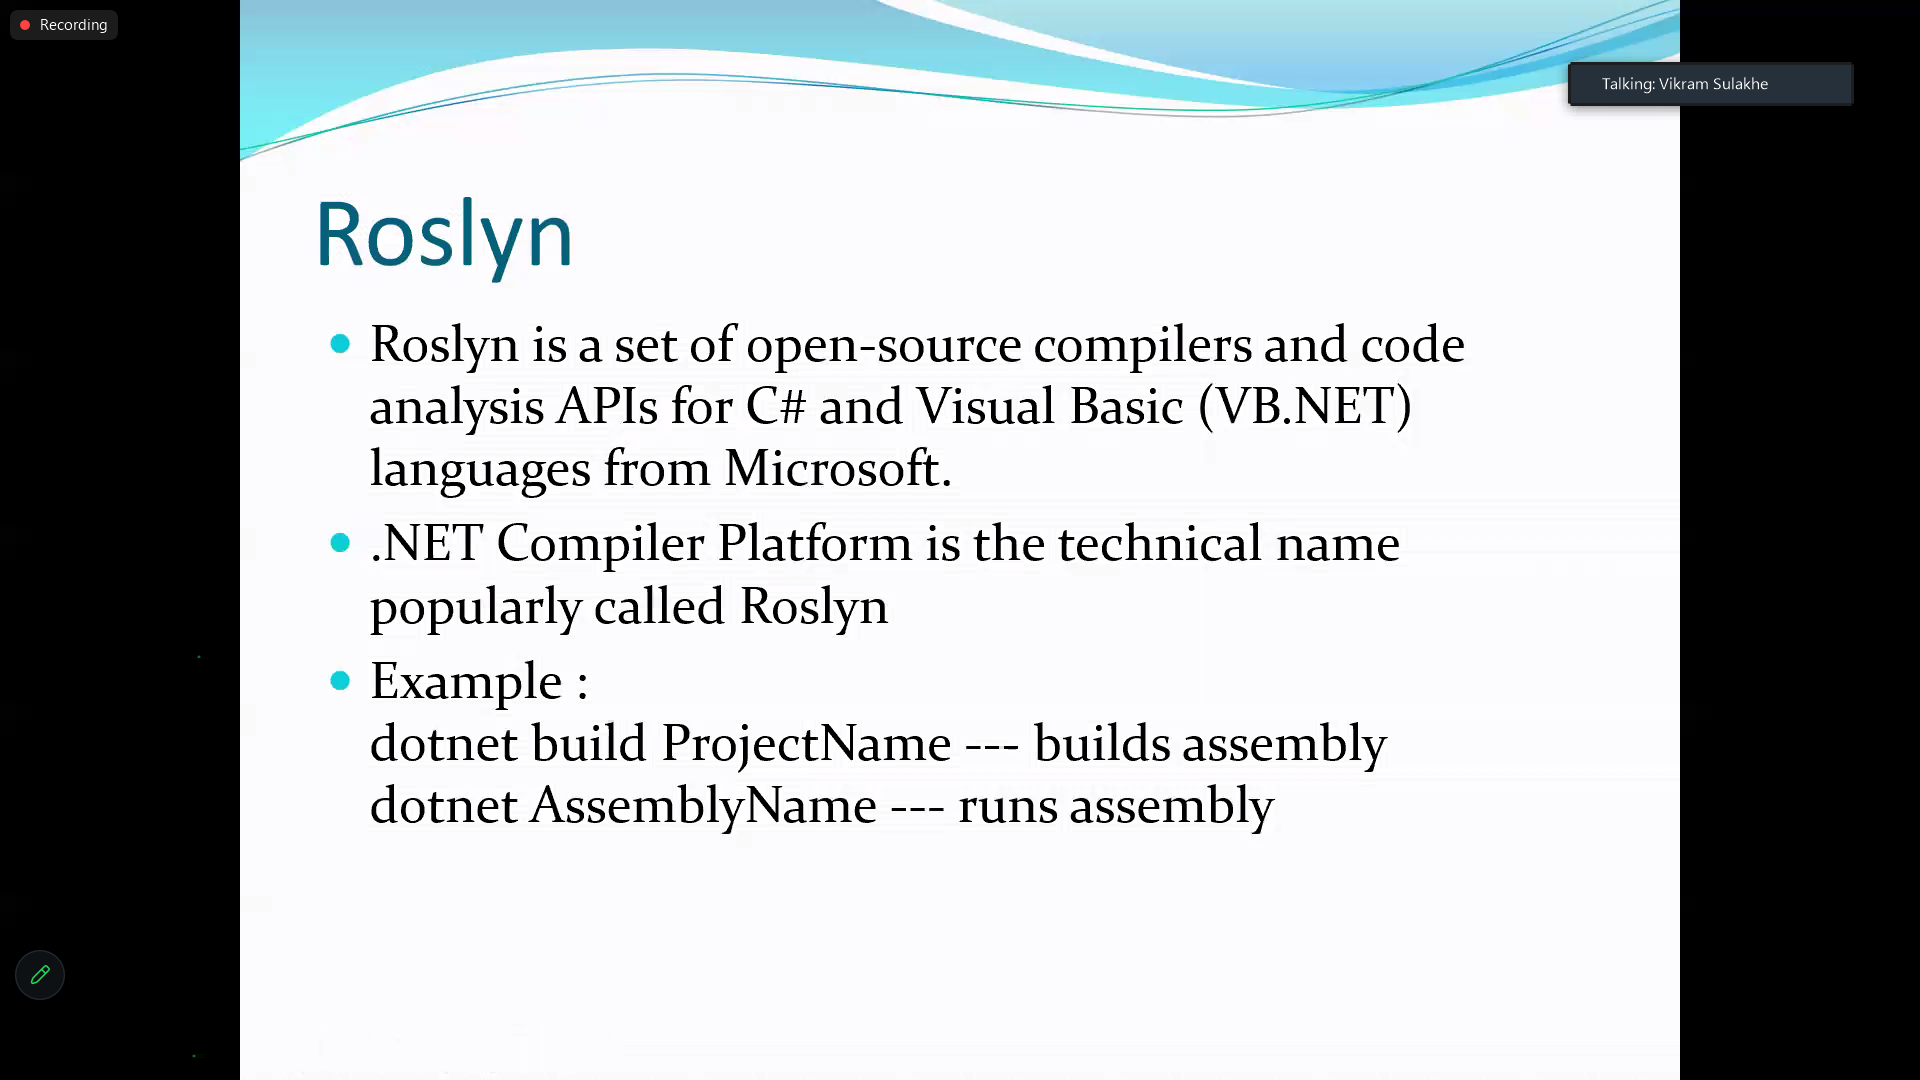 Recording
Talking: Vikram Sulakhe
Roslyn
Roslyn is a set of open-source compilers and code
analysis APIs for C# and Visual Basic (VB.NET)
languages from Microsoft.
.NET Compiler Platform is the technical name
popularly called Roslyn
Example :
dotnet build ProjectName --- builds assembly
dotnet AssemblyName --- runs assembly